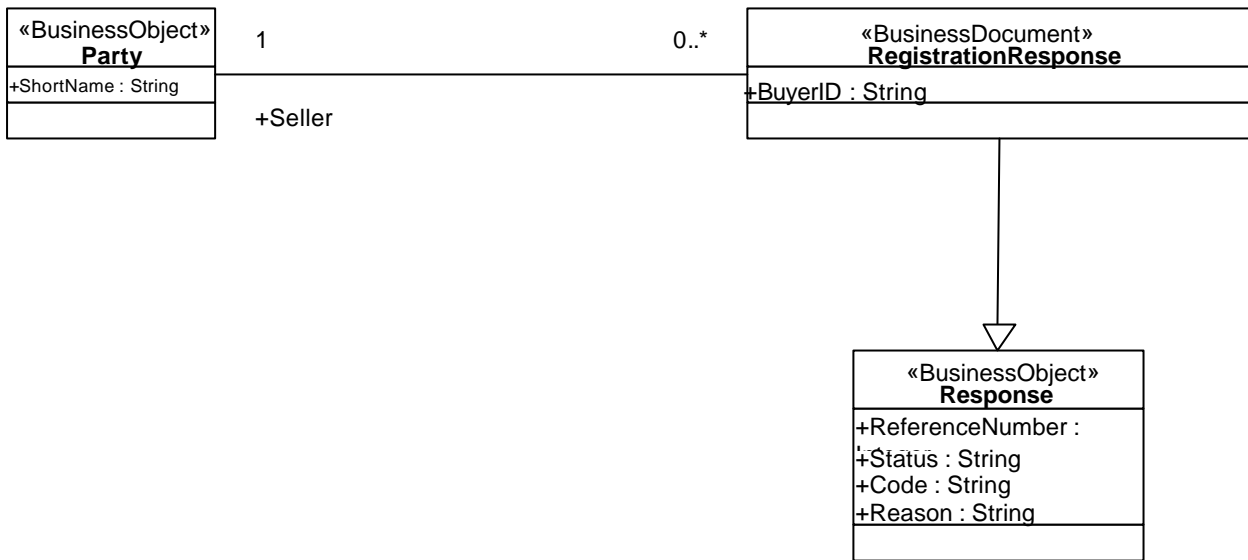 «BusinessObject»
Party
+ShortName : String
1
+Seller
0..*
«BusinessDocument»
RegistrationResponse
+BuyerID : String
«BusinessObject»
Response
+ReferenceNumber :
+Status : String
+Code : String
+Reason : String